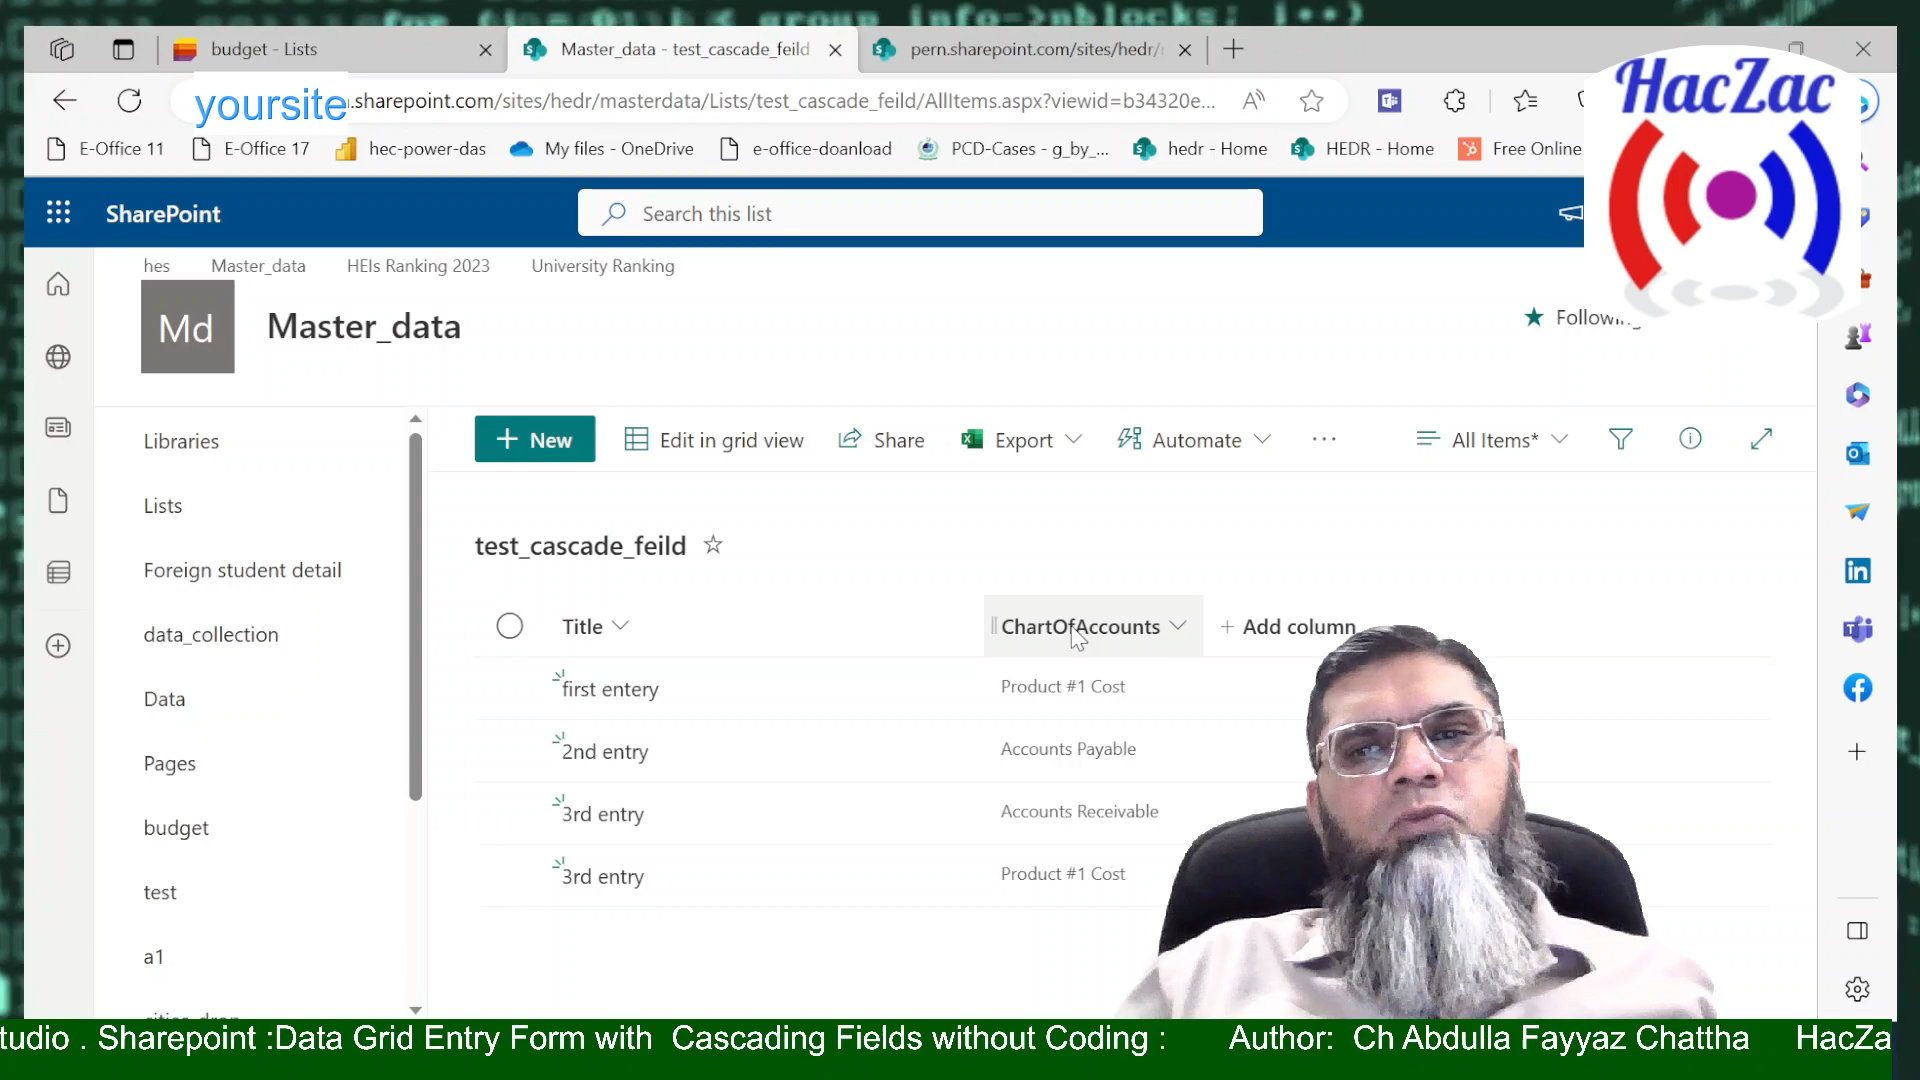 for (i=0; i < group_info->nblocks; i++)
budget - Lists
Master_data - test_cascade_feild
pern.sharepoint.com/sites/hedr/
yoursite
.sharepoint.com/sites/hedr/masterdata/Lists/test_cascade_feild/AllItems.aspx?viewid=b34320e...
HacZac
E-Office 11
E-Office 17
hec-power-das
My files - OneDrive
e-office-doanload
PCD-Cases - g_by_...
hedr - Home
HEDR - Home
Free Online
SharePoint
Search this list
hes
Master_data
HEIs Ranking 2023
University Ranking
Md
Master_data
Following
Libraries
Lists
Foreign student detail
data_collection
Data
Pages
budget
test
a1
cities_drop
+ New
Edit in grid view
Share
Export
Automate
...
All Items*
test_cascade_feild
Title
ChartOfAccounts
+ Add column
first entery
Product #1 Cost
2nd entry
Accounts Payable
3rd entry
Accounts Receivable
3rd entry
Product #1 Cost
tudio . Sharepoint :Data Grid Entry Form with Cascading Fields without Coding : Author: Ch Abdulla Fayyaz Chattha HacZa